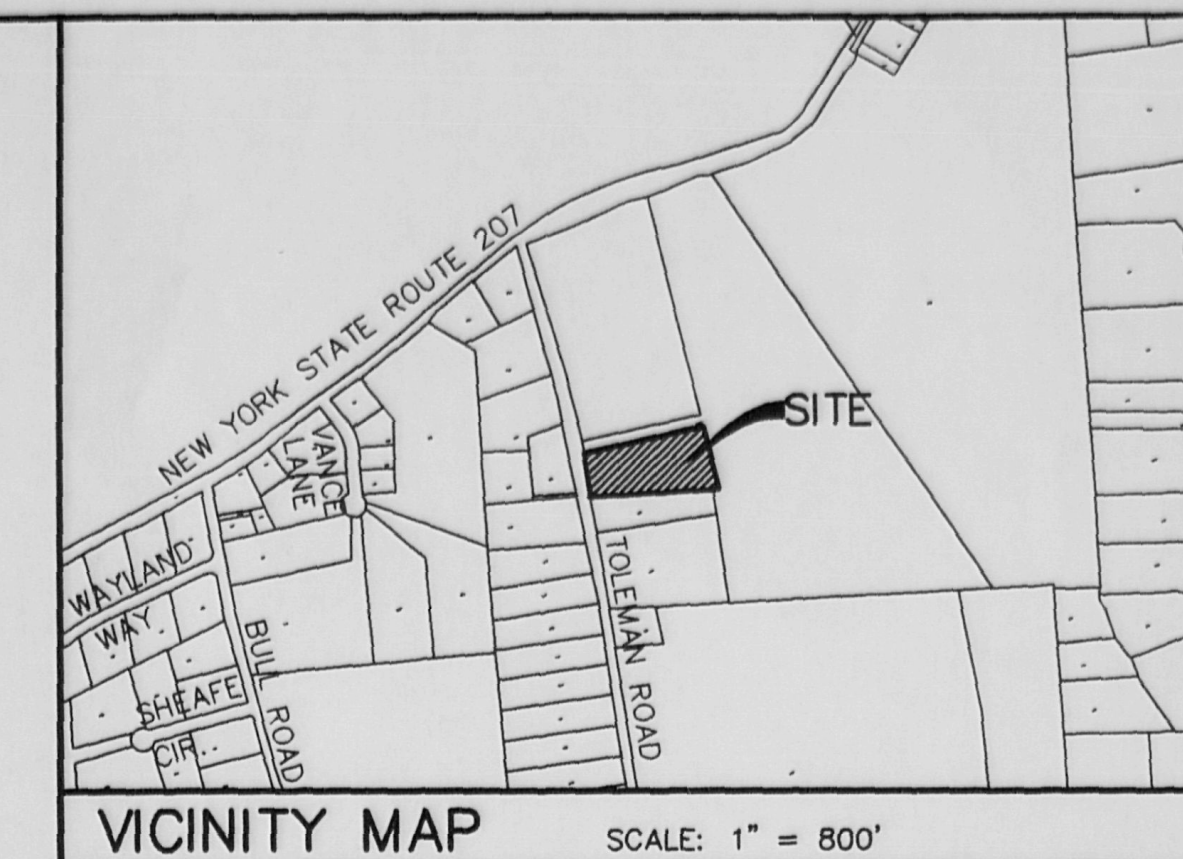 NEW YORK STATE ROUTE 207
SITE
VANCE
LANE
WAYLAND
WAY
TOLEMAN ROAD
BULL ROAD
SHEAFE
CIR.
VICINITY MAP
SCALE: 1" = 800'